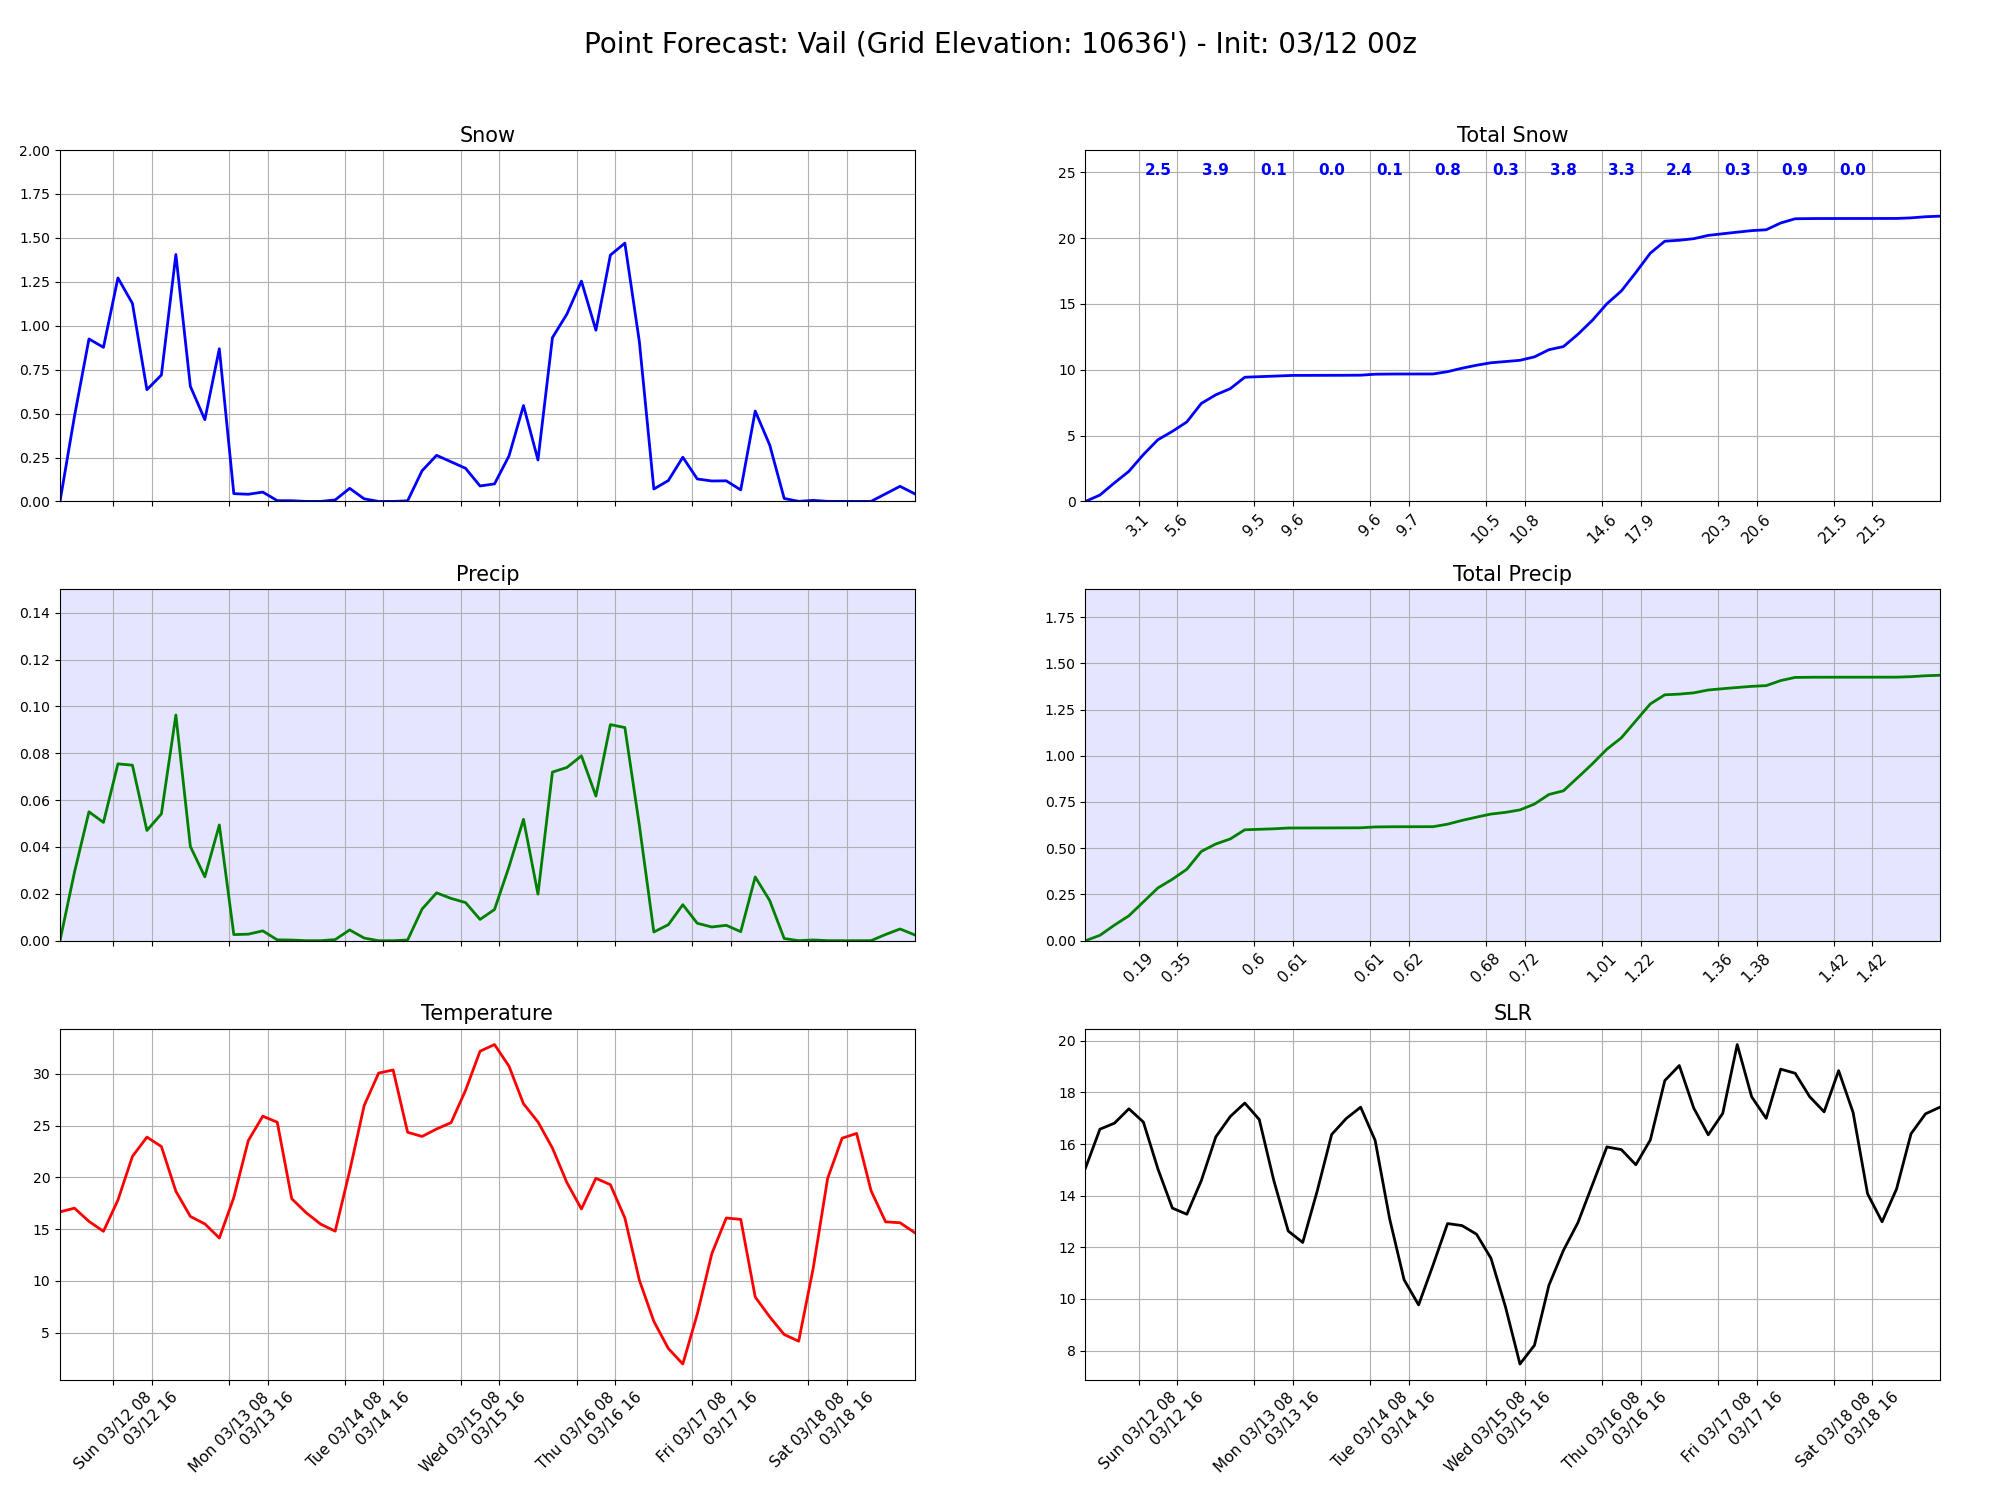 Point Forecast: Vail (Grid Elevation: 10636') - Init: 03/12 00z
Snow
2.00
1.75
1.50
1.25
1.00
0.75
0.50
0.25
0.00
Total Snow
2.5 3.9 0.1 0.0 0.1 0.8 0.3 3.8 3.3 2.4 0.3 0.9 0.0
25
20
15
10
5
0
3.1 5.6 9.5 9.6 9.6 9.7 10.5 10.8 14.6 17.9 20.3 20.6 21.5 21.5
Precip
0.14
0.12
0.10
0.08
0.06
0.04
0.02
0.00
Total Precip
1.75
1.50
1.25
1.00
0.75
0.50
0.25
0.00
0.19 0.35 0.6 0.61 0.61 0.62 0.68 0.72 1.01 1.22 1.36 1.38 1.42 1.42
Temperature
30
25
20
15
10
5
Sun 03/12 08
03/12 16
Mon 03/13 08
03/13 16
Tue 03/14 08
03/14 16
Wed 03/15 08
03/15 16
Thu 03/16 08
03/16 16
Fri 03/17 08
03/17 16
Sat 03/18 08
03/18 16
SLR
20
18
16
14
12
10
8
Sun 03/12 08
03/12 16
Mon 03/13 08
03/13 16
Tue 03/14 08
03/14 16
Wed 03/15 08
03/15 16
Thu 03/16 08
03/16 16
Fri 03/17 08
03/17 16
Sat 03/18 08
03/18 16